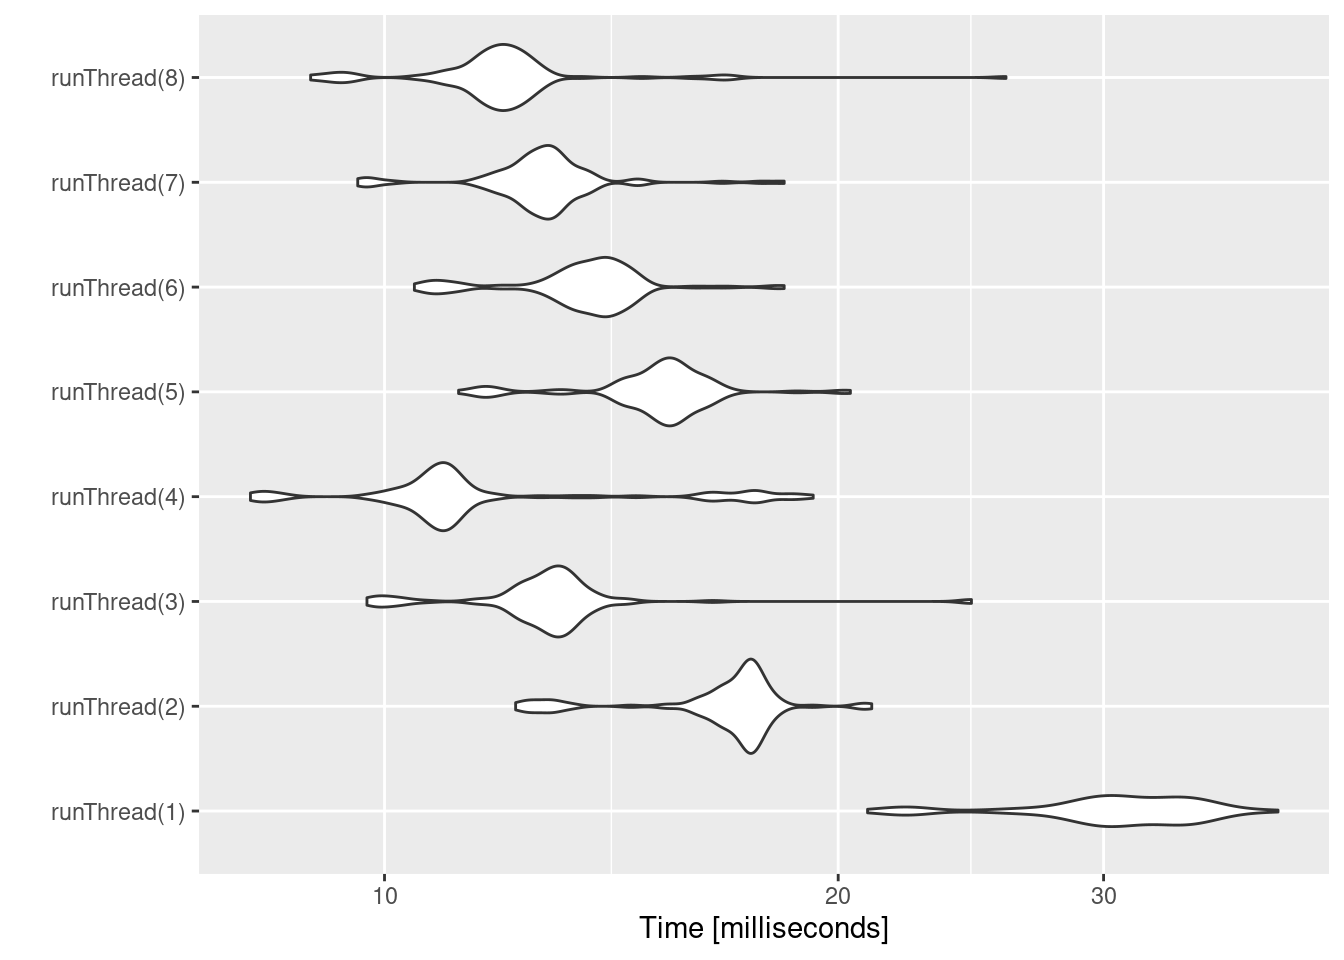 runThread(8)
runThread(7)
runThread(6)
runThread(5)
runThread(4)
runThread(3)
runThread(2)
runThread(1)
10 20 30
Time [milliseconds]